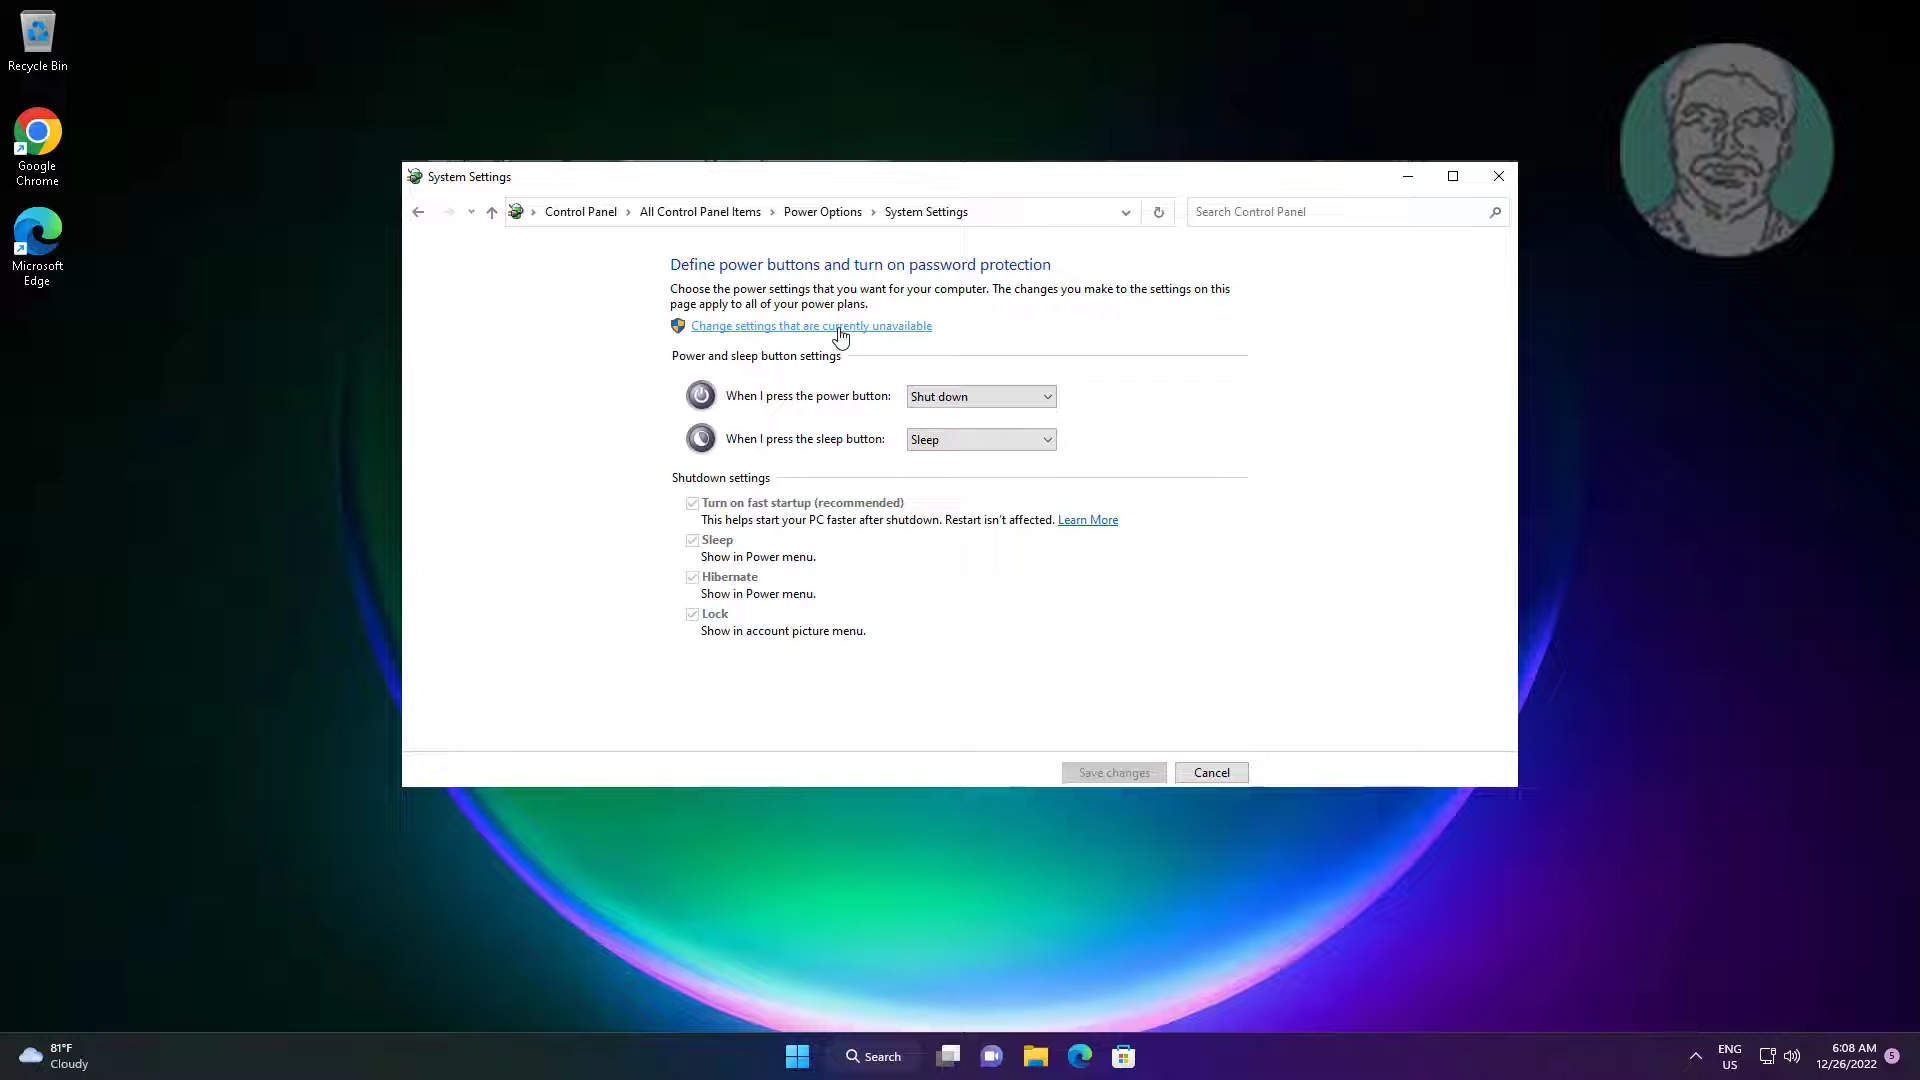 Recycle Bin
Google
Chrome
Microsoft
Edge
System Settings
Control Panel
All Control Panel Items
Power Options
System Settings
Search Control Panel
Define power buttons and turn on password protection
Choose the power settings that you want for your computer. The changes you make to the settings on this
page apply to all of your power plans.
Change settings that are currently unavailable
Power and sleep button settings
When I press the power button:
Shut down
When I press the sleep button:
Sleep
Shutdown settings
Turn on fast startup (recommended)
This helps start your PC faster after shutdown. Restart isn't affected. Learn More
Sleep
Show in Power menu.
Hibernate
Show in Power menu.
Lock
Show in account picture menu.
Save changes
Cancel
81°F
Cloudy
Search
ENG
US
6:08 AM
12/26/2022
5